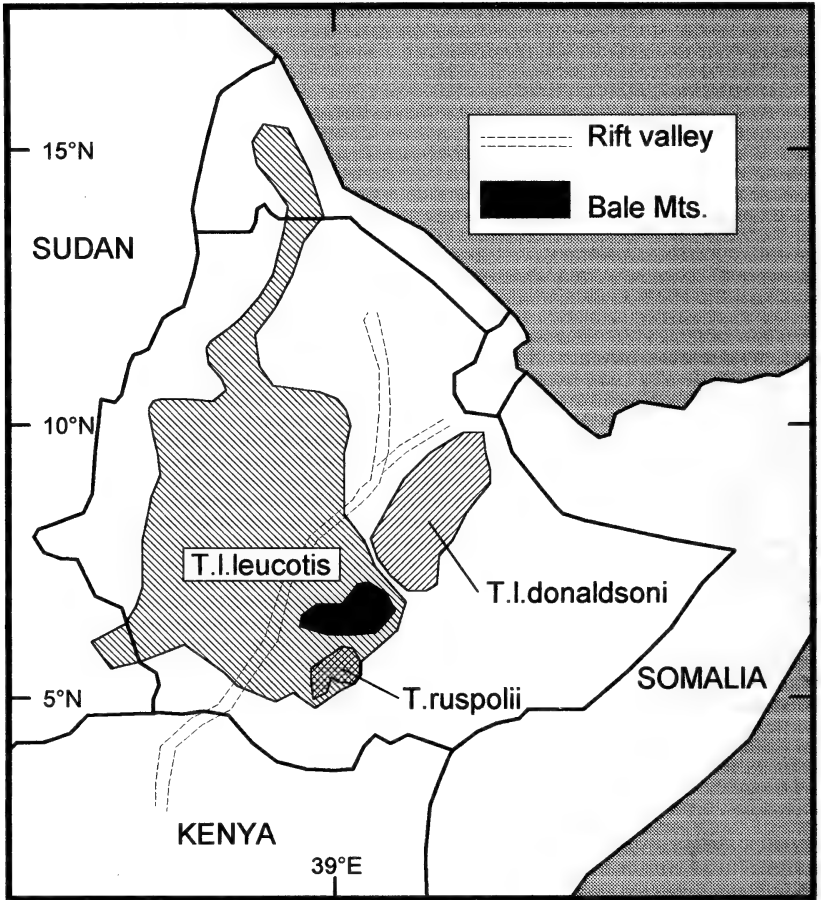 Rift valley
15°N
Bale Mts.
SUDAN
10°N
T.l.leucotis
T.l.donaldsoni
SOMALIA
5°N
T.ruspolii
KENYA
39°E